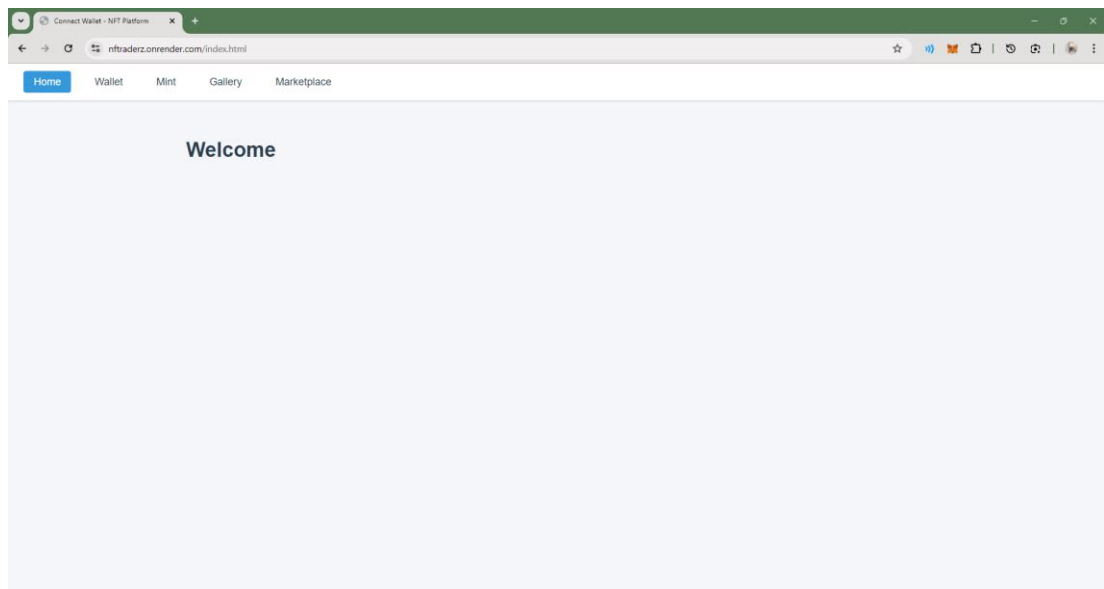 Connect Wallet - NFT Platform
nftraderz.onrender.com/index.html
Home Wallet Mint Gallery Marketplace
Welcome